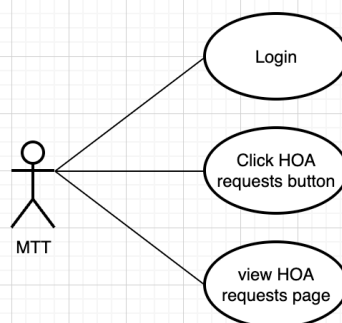 Login
Click HOA
requests button
MTT
view HOA
requests page